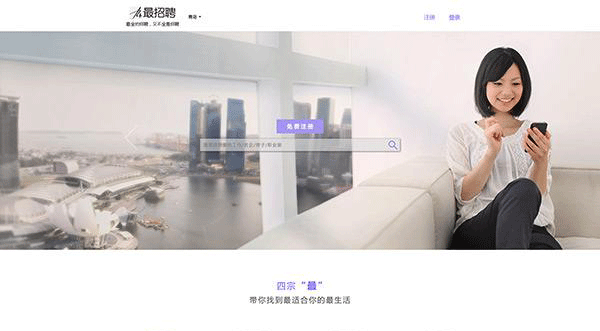 最招聘
最全的招聘，又不全是招聘
青岛
注册
登录
免费注册
四宗“最”
带你找到最适合你的最生活